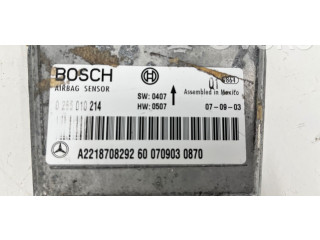 BOSCH
AIRBAG SENSOR
0 285 010 214
SW: 0407
HW: 0507
Assembled in Mexico
07-09-03
A2218708292 60 070903 0870